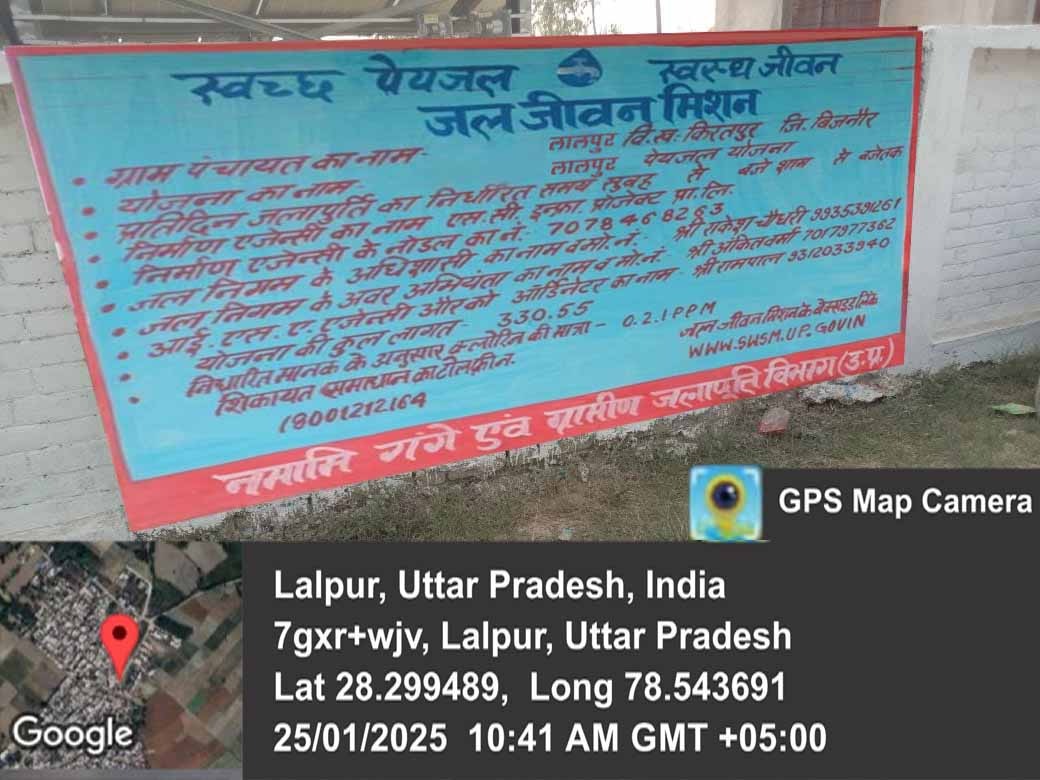 स्वच्छ पेयजल स्वस्थ जीवन
जल जीवन मिशन
• ग्राम पंचायत का नाम- लालपुर वि.ख. किरतपुर जि. बिजनौर
• योजना का नाम- लालपुर पेयजल योजना
• प्रतिदिन जलापूर्ति का निर्धारित समय सुबह से बजे शाम से बजेतक
• निर्माण एजेन्सी का नाम एस.सी. इन्फ्रा. प्रोजेक्ट प्रा.लि.
• निर्माण एजेन्सी के नोडल का नं. 7078468263
• जल निगम के अधिशासी का नाम व मो.नं. श्री राकेश चौधरी 9935391261
• जल निगम के अवर अभियंता का नाम व मो.नं. श्री अंकित वर्मा 7017977362
• आई.एस.ए. एजेन्सी और को ऑर्डिनेटर का नाम- श्री रामपाल 9312033940
• योजना की कुल लागत- 330.55
• निर्धारित मानक के अनुसार क्लोरिन की मात्रा- 0.2.1 PPM
शिकायत समाधान का टोल फ्री नं.
18001212164
जल जीवन मिशन के वेबसाइड लिंक
WWW.SWSM.UP.GOVIN
नमामि गंगे एवं ग्रामीण जलापूर्ति विभाग (उ.प्र.)
GPS Map Camera
Google
Lalpur, Uttar Pradesh, India
7gxr+wjv, Lalpur, Uttar Pradesh
Lat 28.299489, Long 78.543691
25/01/2025 10:41 AM GMT +05:00